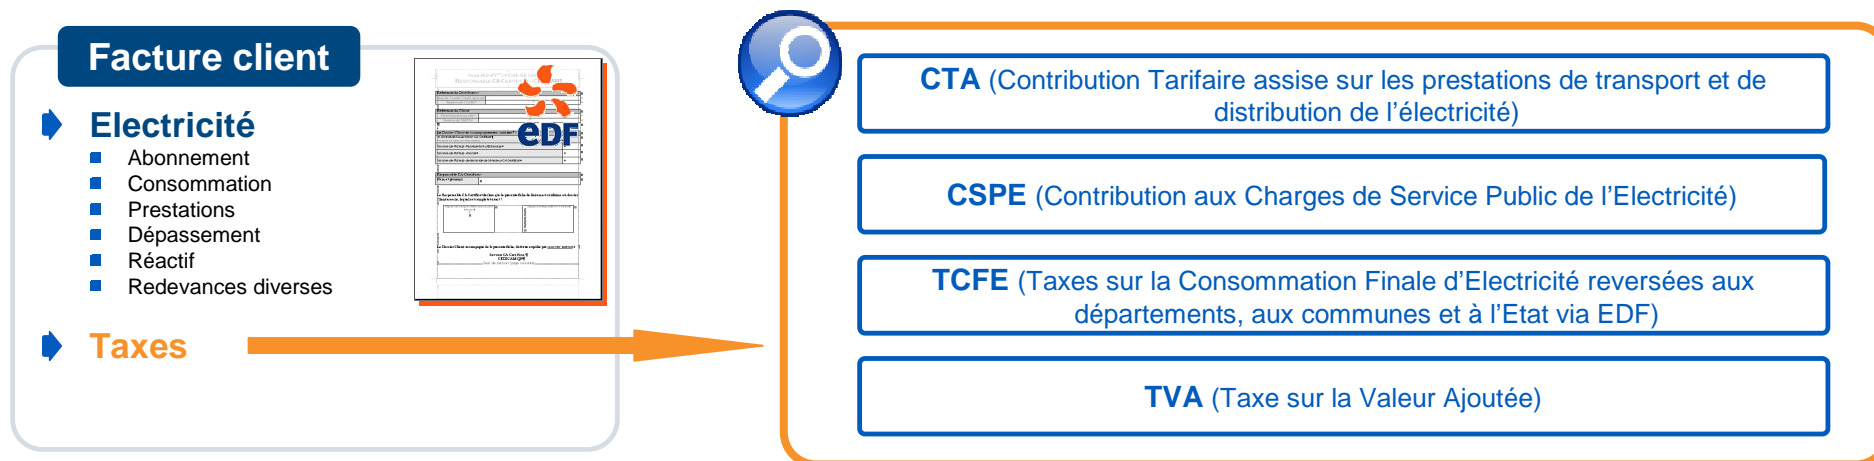 Facture client
Electricité
Abonnement
Consommation
Prestations
Dépassement
Réactif
Redevances diverses
Taxes
eDF
CTA (Contribution Tarifaire assise sur les prestations de transport et de
distribution de l’électricité)
CSPE (Contribution aux Charges de Service Public de l’Electricité)
TCFE (Taxes sur la Consommation Finale d’Electricité reversées aux
départements, aux communes et à l’Etat via EDF)
TVA (Taxe sur la Valeur Ajoutée)